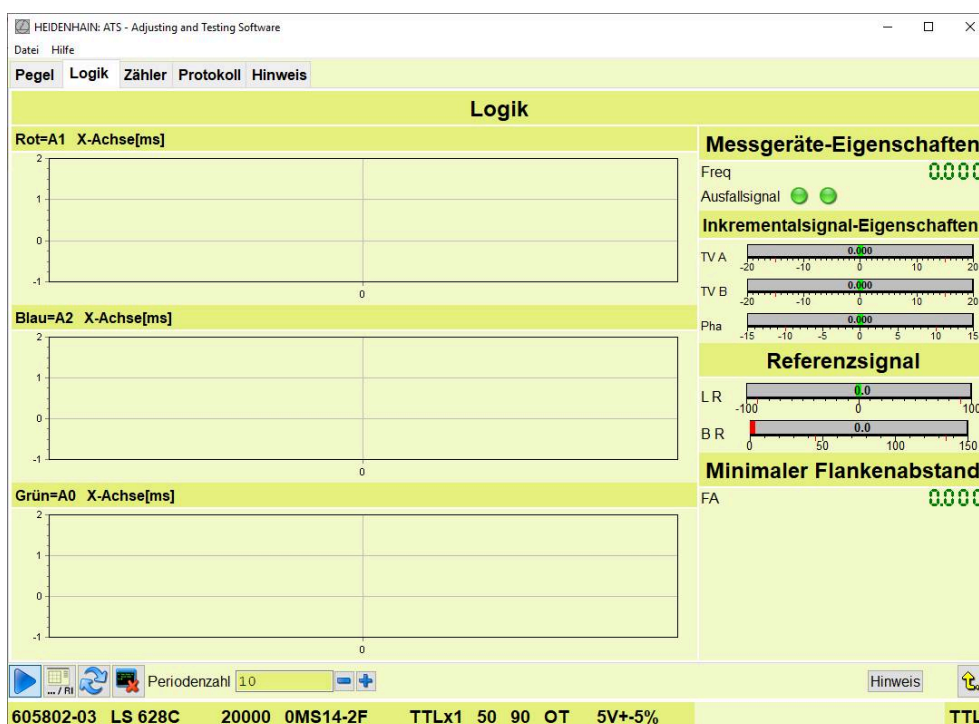 HEIDENHAIN: ATS - Adjusting and Testing Software
Datei Hilfe
Pegel Logik Zähler Protokoll Hinweis
Logik
Rot=A1 X-Achse[ms]
2
1
0
-1
0
Blau=A2 X-Achse[ms]
2
1
0
-1
0
Grün=A0 X-Achse[ms]
2
1
0
-1
0
Messgeräte-Eigenschaften
Freq 0.000
Ausfallsignal
Inkrementalsignal-Eigenschaften
TV A 0.000
-20 -10 0 10 20
TV B 0.000
-20 -10 0 10 20
Pha 0.000
-15 -10 -5 0 5 10 15
Referenzsignal
L R 0.0
-100 0 100
B R 0.0
0 50 100 150
Minimaler Flankenabstand
FA 0.000
... / RI Periodenzahl 10 Hinweis
605802-03 LS 628C 20000 0MS14-2F TTLx1 50 90 OT 5V+-5% TTL